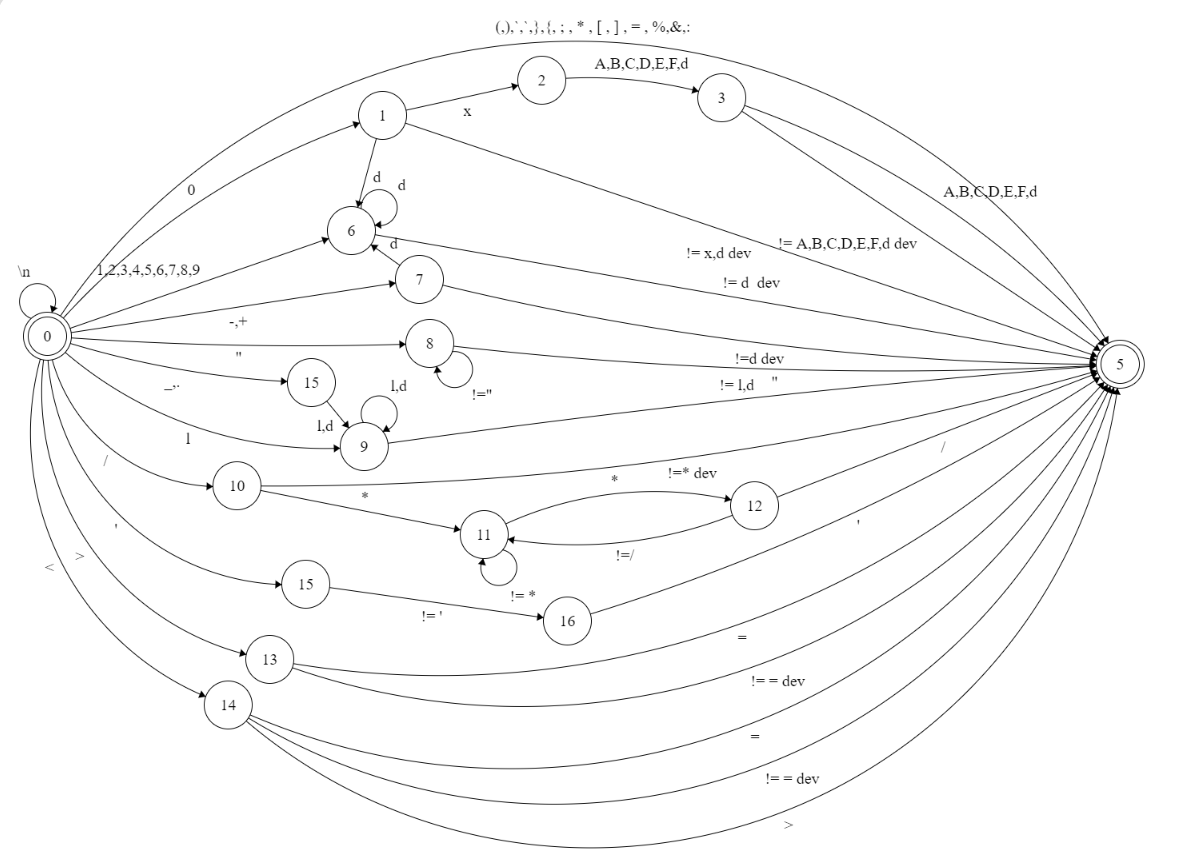 (,),`,`,},{, ; , * , [ , ] , = , %,&,:
A,B,C,D,E,F,d
2
3
1
x
0
d
d
A,B,C,D,E,F,d
6
d
!= A,B,C,D,E,F,d dev
!= x,d dev
\n
1,2,3,4,5,6,7,8,9
7
!= d dev
-,+
0
8
"
!=d dev
5
15
_,.
l,d
!= l,d
"
!="
l,d
l
9
/
10
*
*
!=* dev
/
12
'
11
'
!=/
<
>
15
!= *
!= '
16
=
13
!= = dev
14
=
!= = dev
>